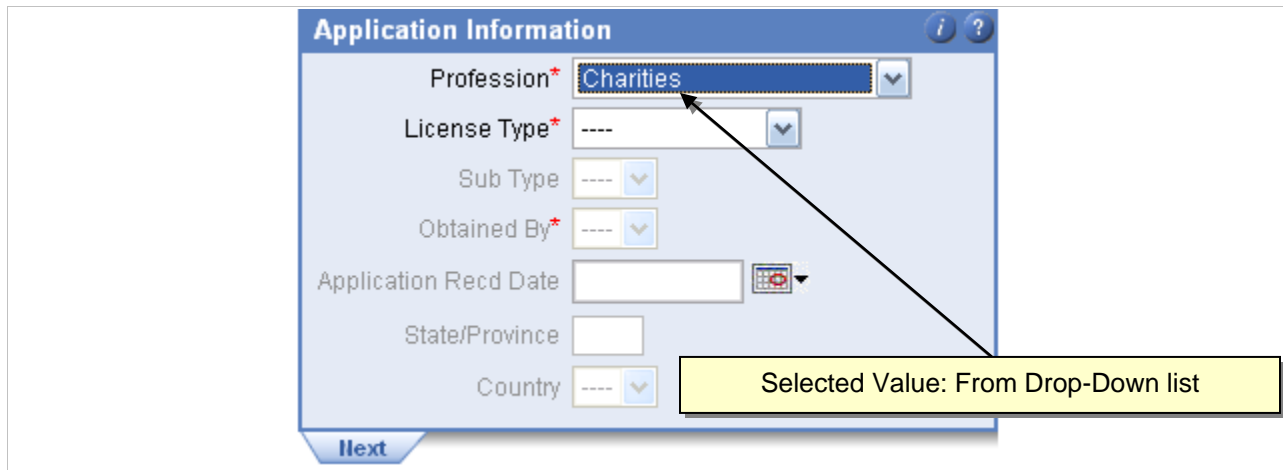 Application Information i ?
Profession* Charities
License Type* ----
Sub Type ----
Obtained By* ----
Application Recd Date
State/Province
Country ----
Selected Value: From Drop-Down list
Next